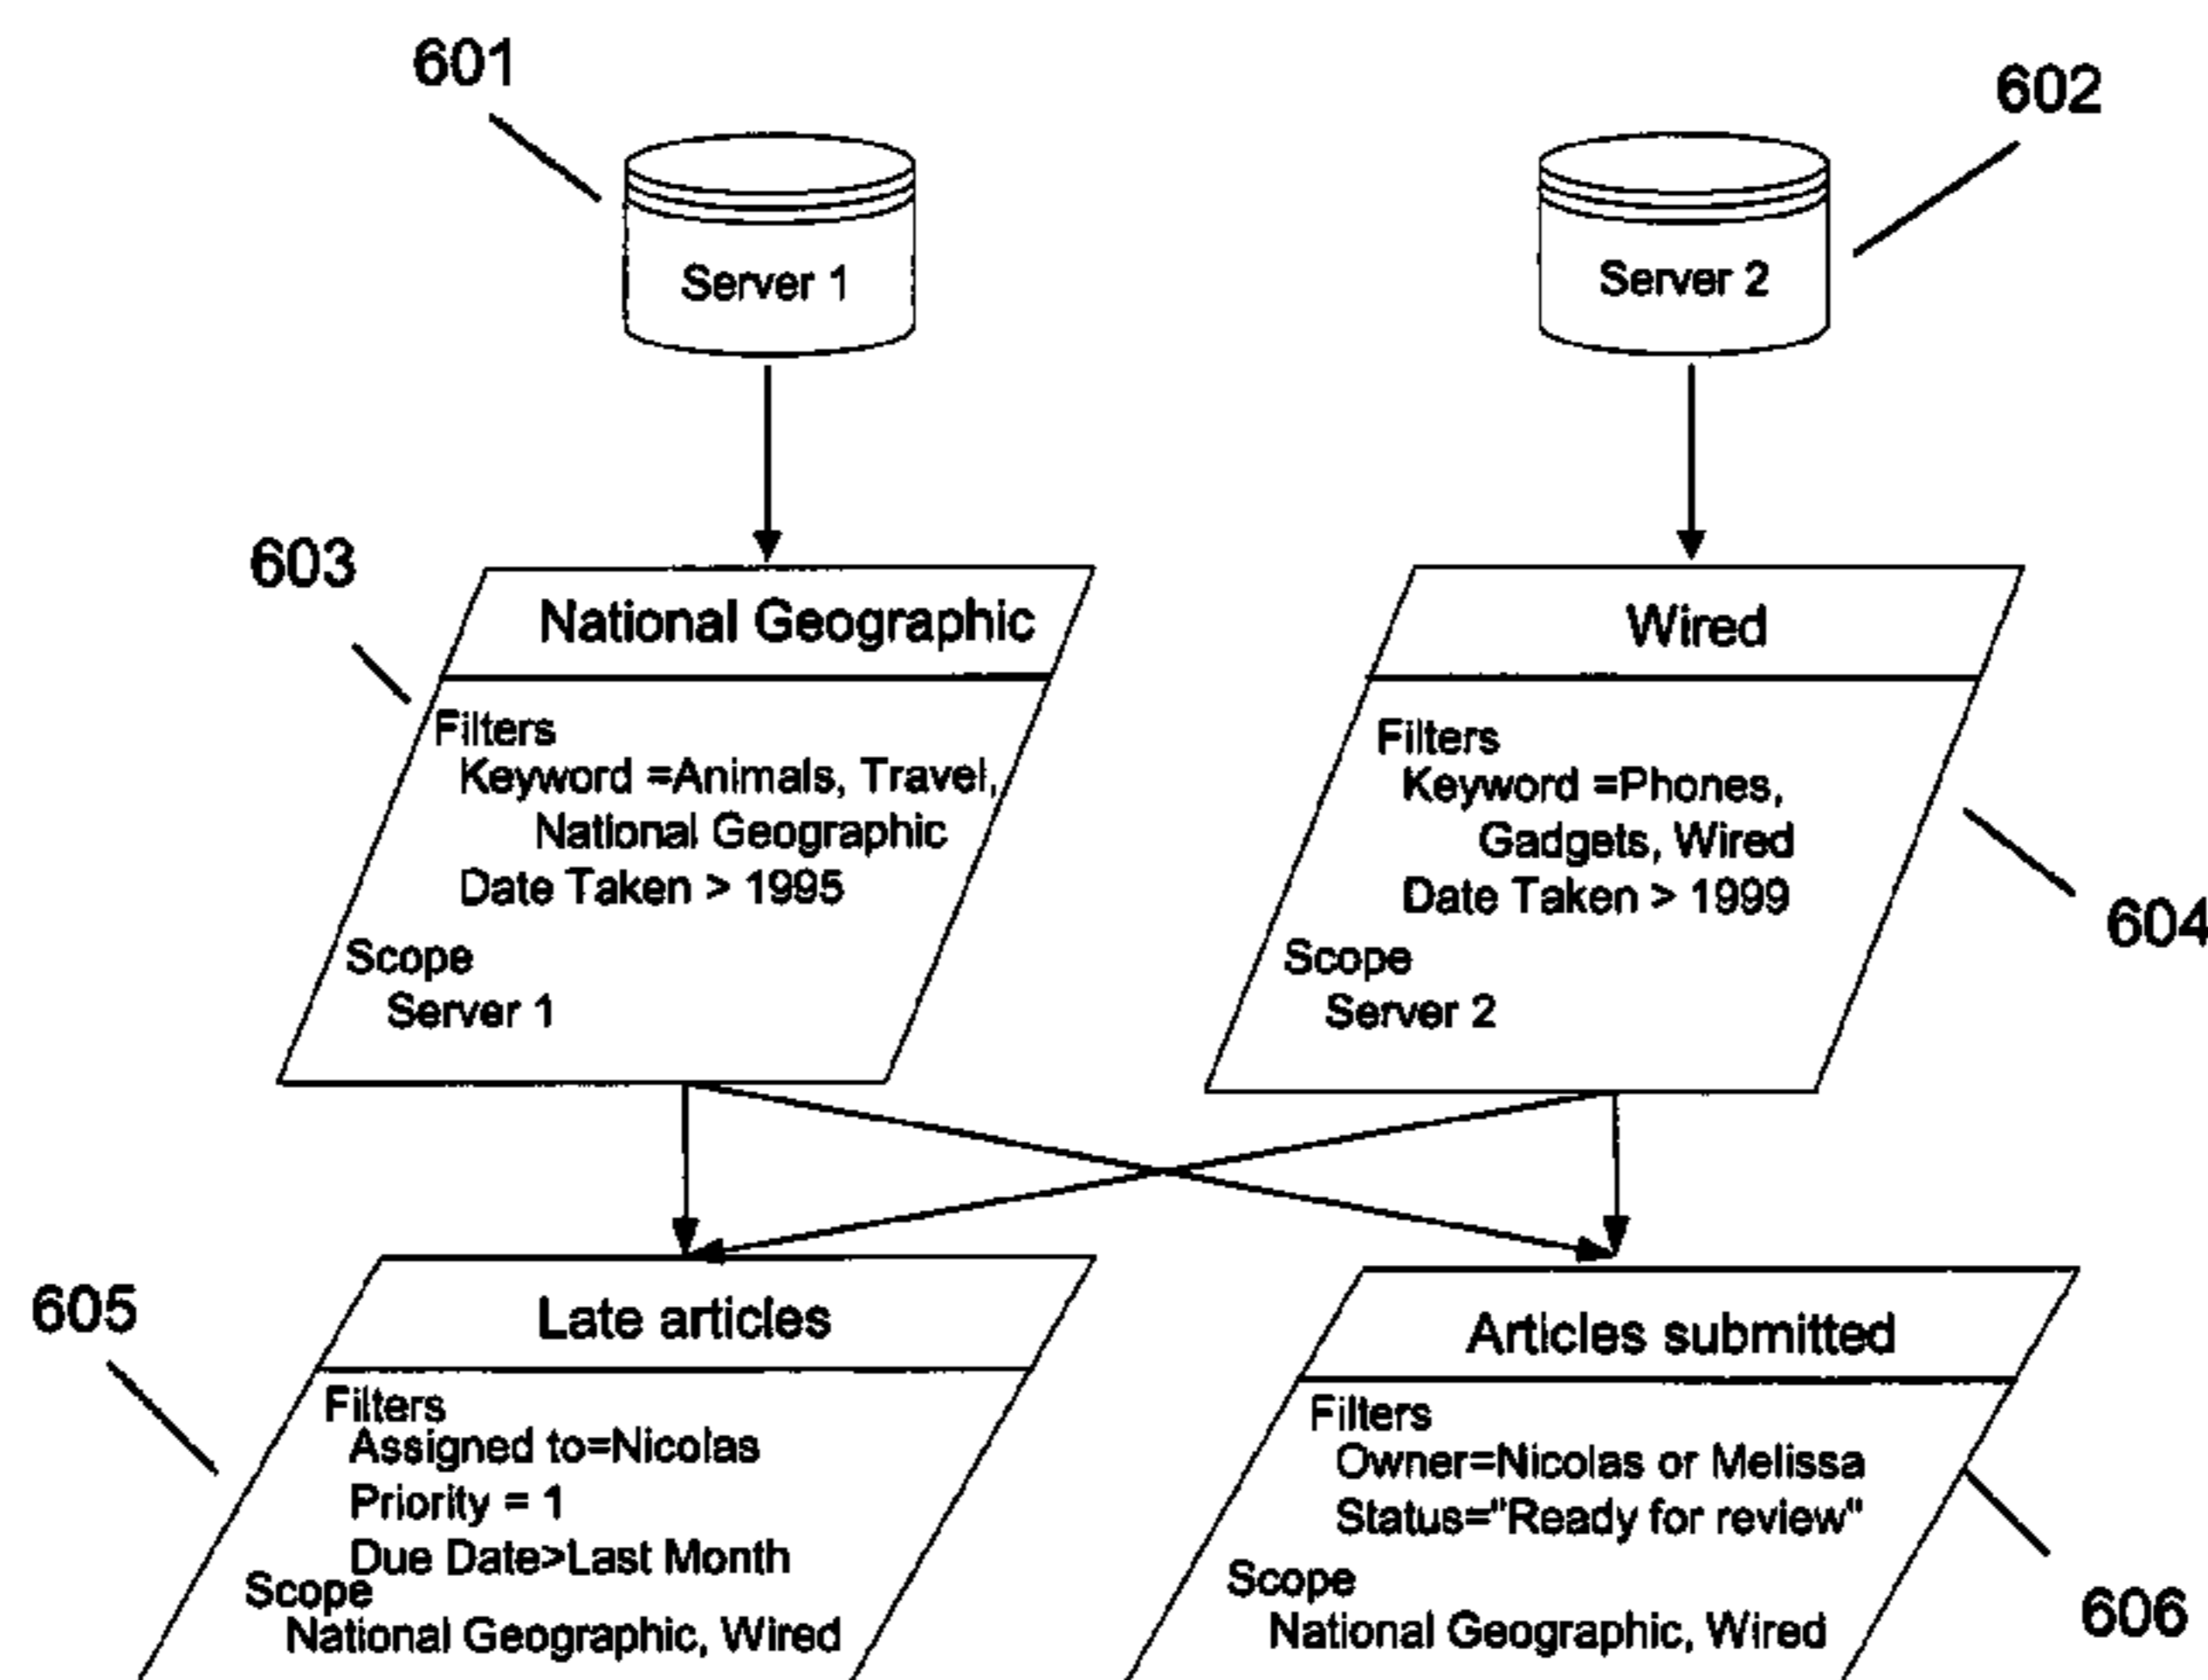 601
602
Server 1
Server 2
603
National Geographic
Filters
Keyword =Animals, Travel,
National Geographic
Date Taken > 1995
Scope
Server 1
Wired
Filters
Keyword =Phones,
Gadgets, Wired
Date Taken > 1999
Scope
Server 2
604
605
Late articles
Filters
Assigned to=Nicolas
Priority = 1
Due Date>Last Month
Scope
National Geographic, Wired
Articles submitted
Filters
Owner=Nicolas or Melissa
Status="Ready for review"
Scope
National Geographic, Wired
606